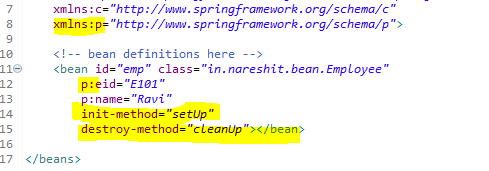 7 xmlns:c="http://www.springframework.org/schema/c"
8 xmlns:p="http://www.springframework.org/schema/p">
9
10 <!-- bean definitions here -->
11 <bean id="emp" class="in.nareshit.bean.Employee"
12 p:eid="E101"
13 p:name="Ravi"
14 init-method="setUp"
15 destroy-method="cleanUp"></bean>
16
17 </beans>